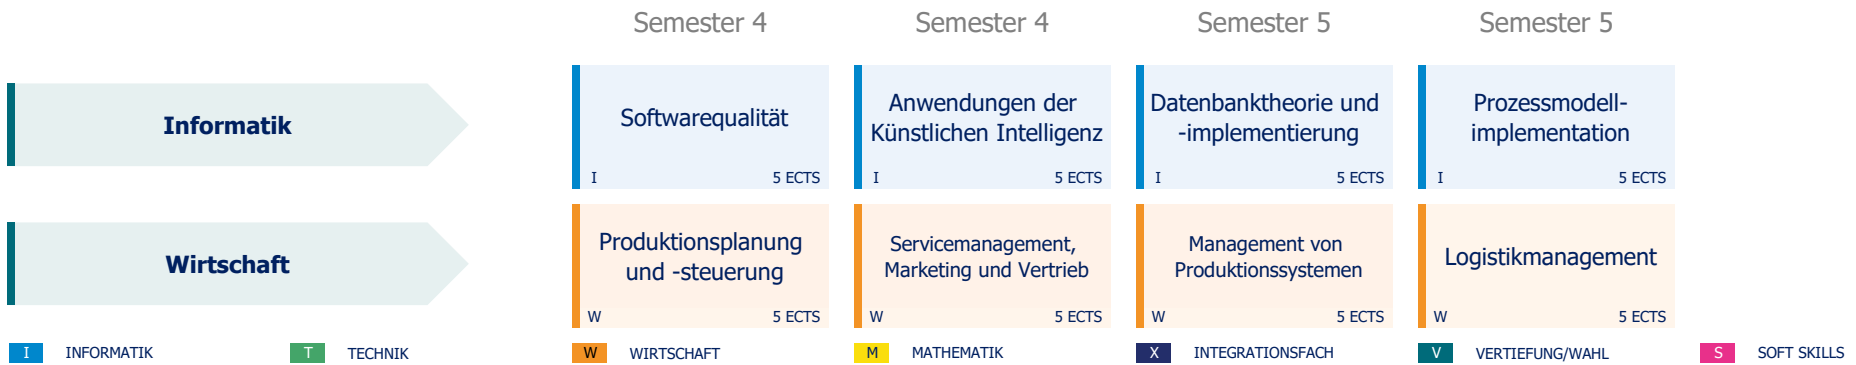 Semester 4
Semester 4
Semester 5
Semester 5
Informatik
Softwarequalität
I 5 ECTS
Anwendungen der
Künstlichen Intelligenz
I 5 ECTS
Datenbanktheorie und
-implementierung
I 5 ECTS
Prozessmodell-
implementation
I 5 ECTS
Wirtschaft
Produktionsplanung
und -steuerung
W 5 ECTS
Servicemanagement,
Marketing und Vertrieb
W 5 ECTS
Management von
Produktionssystemen
W 5 ECTS
Logistikmanagement
W 5 ECTS
I INFORMATIK
T TECHNIK
W WIRTSCHAFT
M MATHEMATIK
X INTEGRATIONSFACH
V VERTIEFUNG/WAHL
S SOFT SKILLS